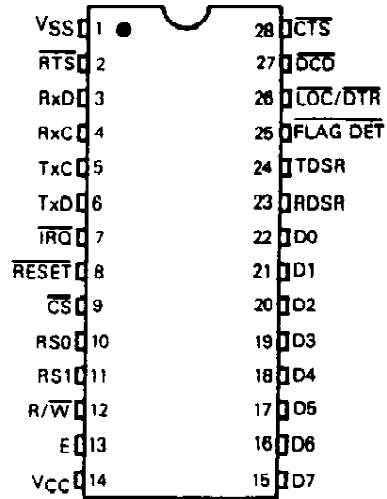 VSS 1 28 CTS
RTS 2 27 DCD
RxD 3 26 LOC/DTR
RxC 4 25 FLAG DET
TxC 5 24 TDSR
TxD 6 23 RDSR
IRQ 7 22 D0
RESET 8 21 D1
CS 9 20 D2
RS0 10 19 D3
RS1 11 18 D4
R/W 12 17 D5
E 13 16 D6
VCC 14 15 D7